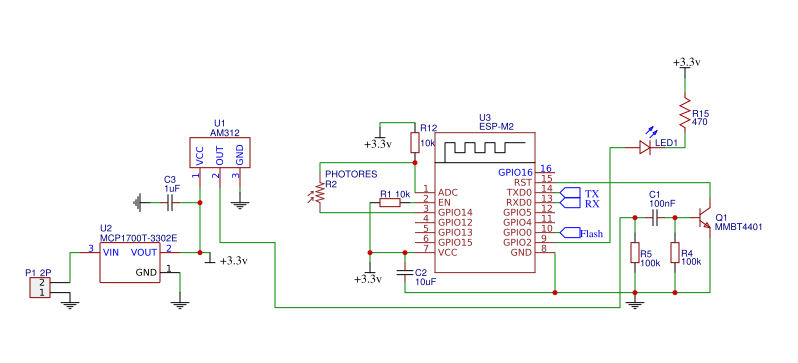 +3.3v
R15
470
LED1
U1
AM312
VCC
OUT
GND
1
2
3
C3
1uF
U2
MCP1700T-3302E
3
VIN
VOUT
2
GND
1
+3.3v
P1 2P
2
1
U3
ESP-M2
R12
10k
+3.3v
PHOTORES
R2
R1 10k
1 ADC
2 EN
3 GPIO14
4 GPIO12
5 GPIO13
6 GPIO15
7 VCC
GPIO16 16
RST 15
TXD0 14
RXD0 13
GPIO5 12
GPIO4 11
GPIO0 10
GPIO2 9
GND 8
TX
RX
Flash
+3.3v
C2
10uF
C1
100nF
Q1
MMBT4401
R5
100k
R4
100k